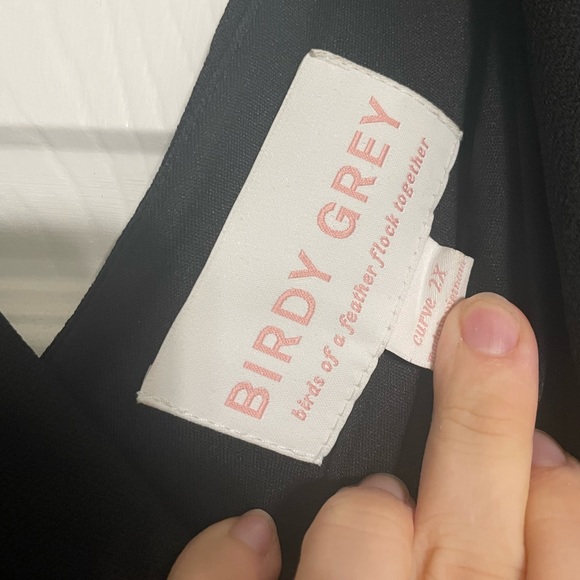 BIRDY GREY
birds of a feather flock together
curve 2X